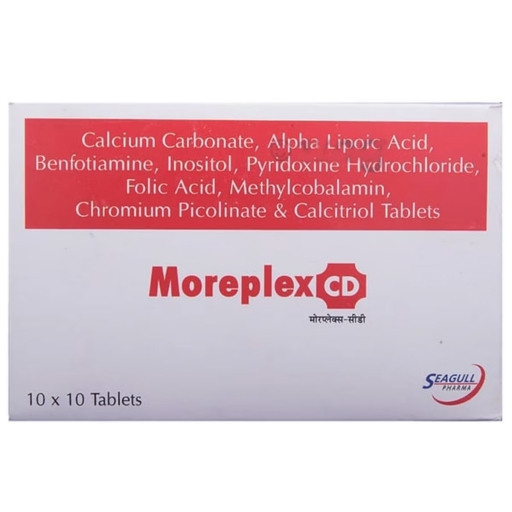 Calcium Carbonate, Alpha Lipoic Acid,
Benfotiamine, Inositol, Pyridoxine Hydrochloride,
Folic Acid, Methylcobalamin,
Chromium Picolinate & Calcitriol Tablets
Moreplex CD
मोरप्लेक्स-सीडी
SEAGULL
PHARMA
10 x 10 Tablets